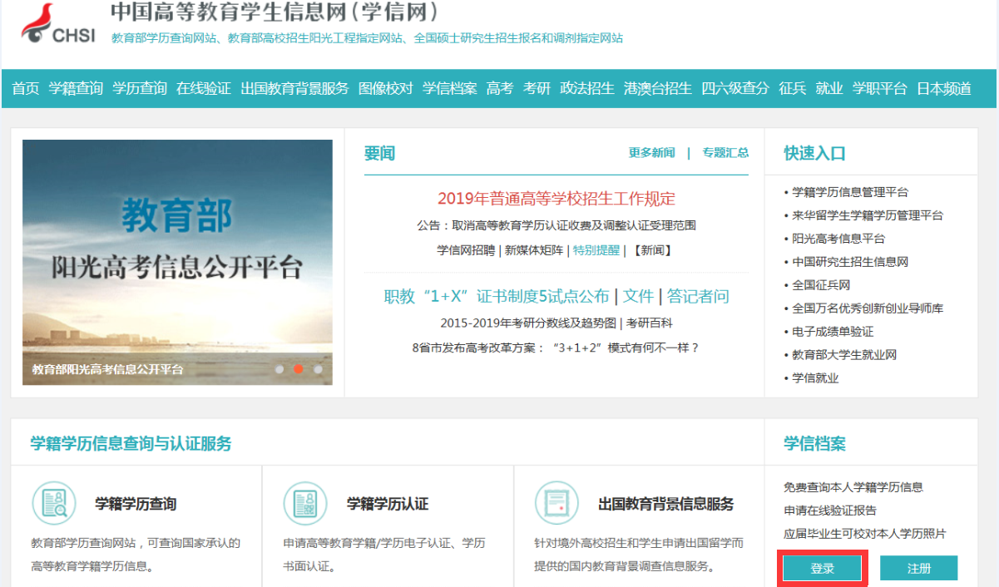 中国高等教育学生信息网(学信网)
CHSI
教育部学历查询网站、教育部高校招生阳光工程指定网站、全国硕士研究生招生报名和调剂指定网站
首页 学籍查询 学历查询 在线验证 出国教育背景服务 图像校对 学信档案 高考 考研 政法招生 港澳台招生 四六级查分 征兵 就业 学职平台 日本频道
教育部
阳光高考信息公开平台
教育部阳光高考信息公开平台
要闻
更多新闻 | 专题汇总
2019年普通高等学校招生工作规定
公告：取消高等教育学历认证收费及调整认证受理范围
学信网招聘 | 新媒体矩阵 | 特别提醒 | 【新闻】
职教“1+X”证书制度5试点公布 | 文件 | 答记者问
2015-2019年考研分数线及趋势图 | 考研百科
8省市发布高考改革方案：“3+1+2”模式有何不一样？
快速入口
• 学籍学历信息管理平台
• 来华留学生学籍学历管理平台
• 阳光高考信息平台
• 中国研究生招生信息网
• 全国征兵网
• 全国万名优秀创新创业导师库
• 电子成绩单验证
• 教育部大学生就业网
• 学信就业
学籍学历信息查询与认证服务
学籍学历查询
教育部学历查询网站，可查询国家承认的
高等教育学籍学历信息。
学籍学历认证
申请高等教育学籍/学历电子认证、学历
书面认证。
出国教育背景信息服务
针对境外高校招生和学生申请出国留学而
提供的国内教育背景调查信息服务。
学信档案
免费查询本人学籍学历信息
申请在线验证报告
应届毕业生可校对本人学历照片
登录 注册